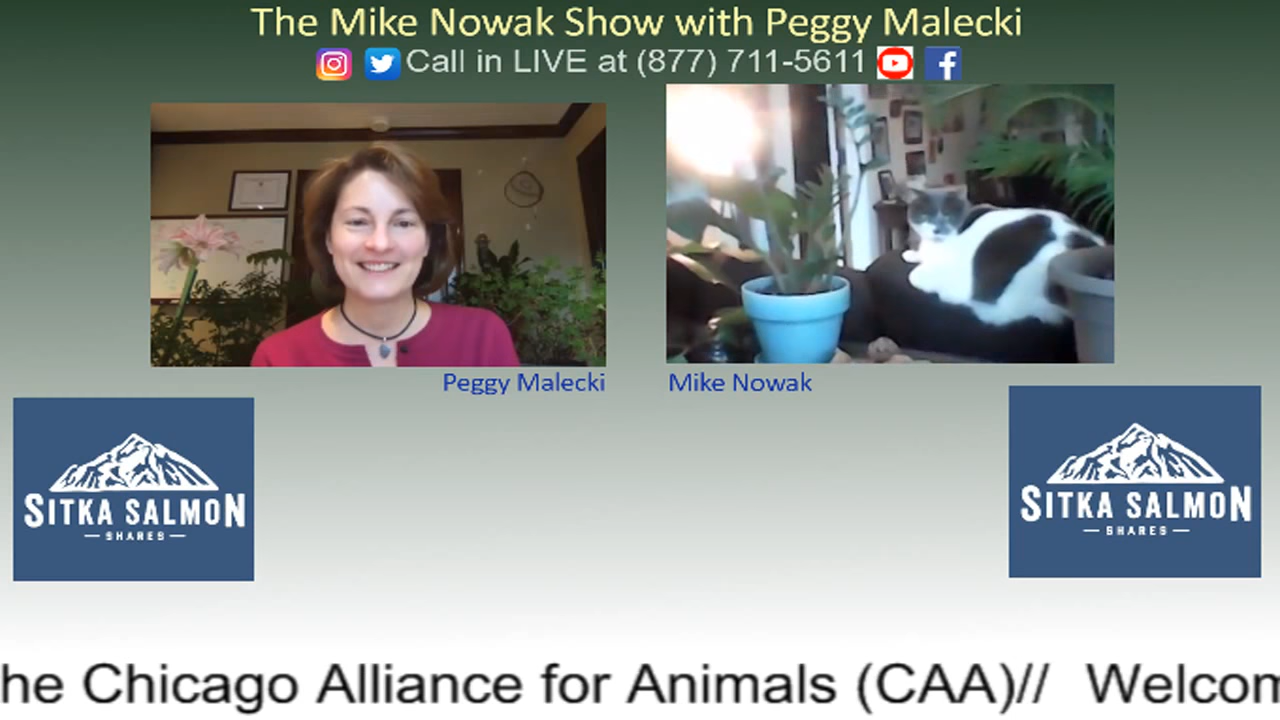 The Mike Nowak Show with Peggy Malecki
Call in LIVE at (877) 711-5611
Peggy Malecki
Mike Nowak
SITKA SALMON
SHARES
SITKA SALMON
SHARES
he Chicago Alliance for Animals (CAA)// Welcom